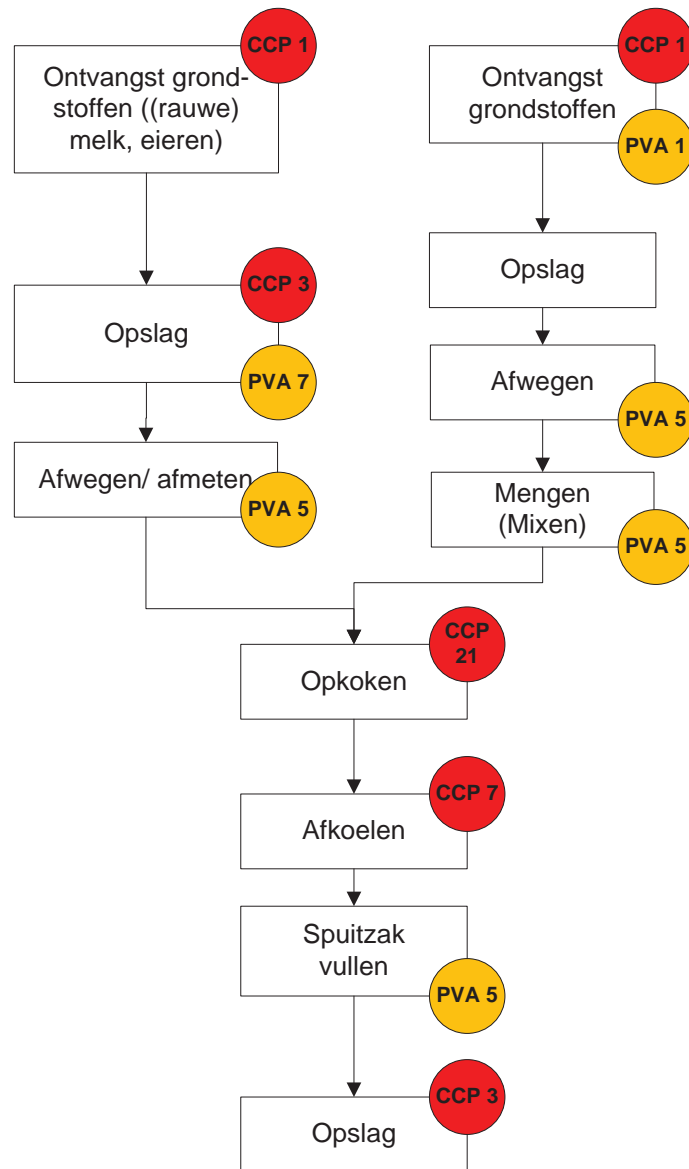 CCP 1
Ontvangst grond-
stoffen ((rauwe)
melk, eieren)
CCP 1
Ontvangst
grondstoffen
PVA 1
Opslag
CCP 3
Opslag
PVA 7
Afwegen
PVA 5
Afwegen/ afmeten
PVA 5
Mengen
(Mixen)
PVA 5
CCP
21
Opkoken
CCP 7
Afkoelen
Spuitzak
vullen
PVA 5
CCP 3
Opslag